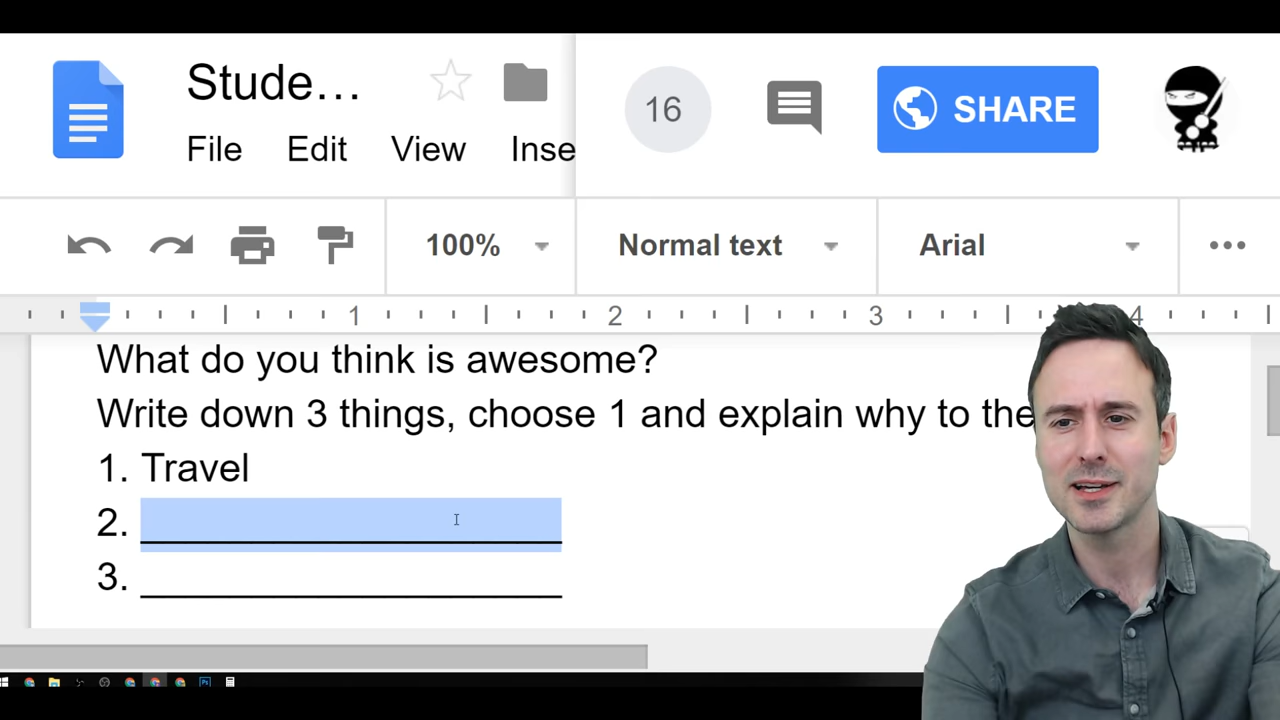 Stude...
16
SHARE
File Edit View Inse
100% Normal text Arial
1 2 3 4
What do you think is awesome?
Write down 3 things, choose 1 and explain why to the
1. Travel
2. 
3.